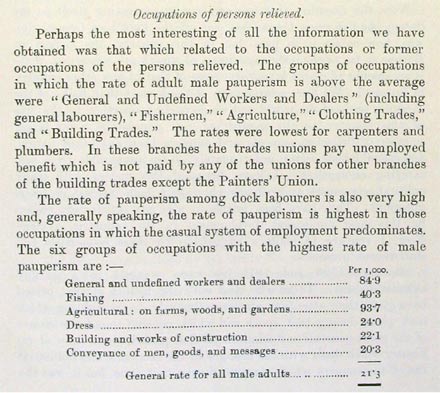 Occupations of persons relieved.
Perhaps the most interesting of all the information we have
obtained was that which related to the occupations or former
occupations of the persons relieved. The groups of occupations
in which the rate of adult male pauperism is above the average
were “General and Undefined Workers and Dealers” (including
general labourers), “Fishermen,” “Agriculture,” “Clothing Trades,”
and “Building Trades.” The rates were lowest for carpenters and
plumbers. In these branches the trades unions pay unemployed
benefit which is not paid by any of the unions for other branches
of the building trades except the Painters’ Union.
The rate of pauperism among dock labourers is also very high
and, generally speaking, the rate of pauperism is highest in those
occupations in which the casual system of employment predominates.
The six groups of occupations with the highest rate of male
pauperism are :—
Per 1,000.
General and undefined workers and dealers ............... 84·9
Fishing ............... 40·3
Agricultural : on farms, woods, and gardens ............... 93·7
Dress ............... 24·0
Building and works of construction ............... 22·1
Conveyance of men, goods, and messages ............... 20·3
General rate for all male adults ............... 21·3